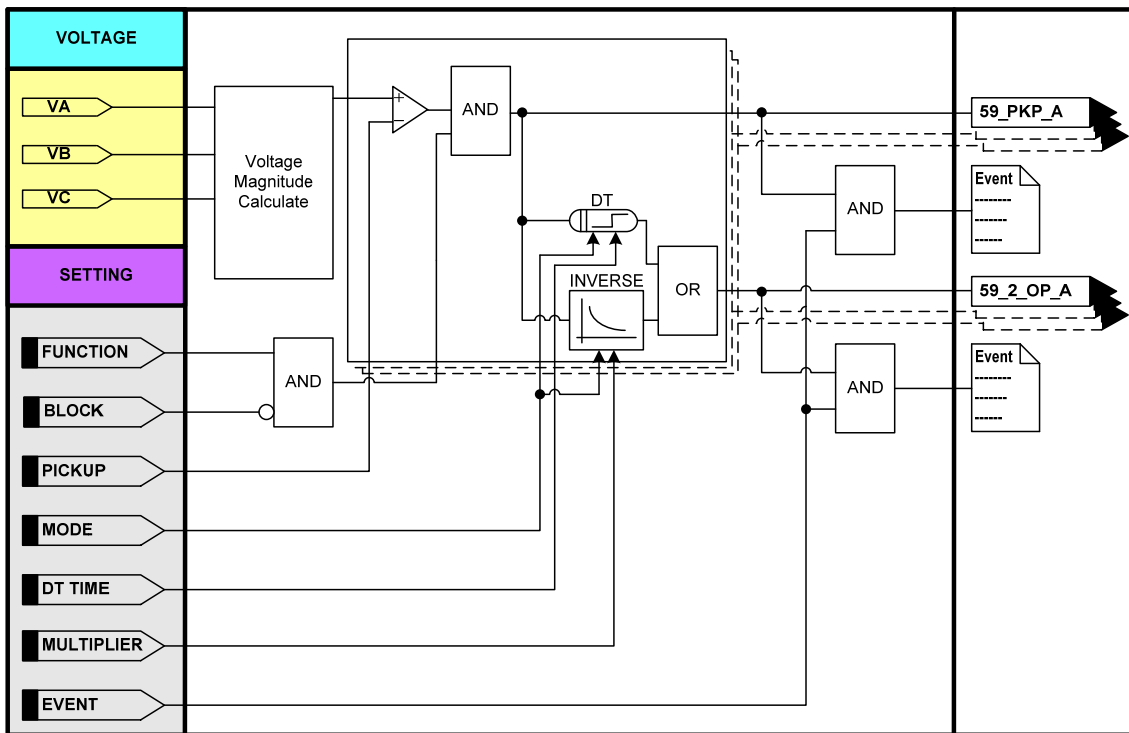 VOLTAGE
VA
VB
VC
Voltage
Magnitude
Calculate
+
−
AND
59_PKP_A
Event
AND
DT
INVERSE
OR
59_2_OP_A
Event
AND
SETTING
FUNCTION
BLOCK
AND
PICKUP
MODE
DT TIME
MULTIPLIER
EVENT